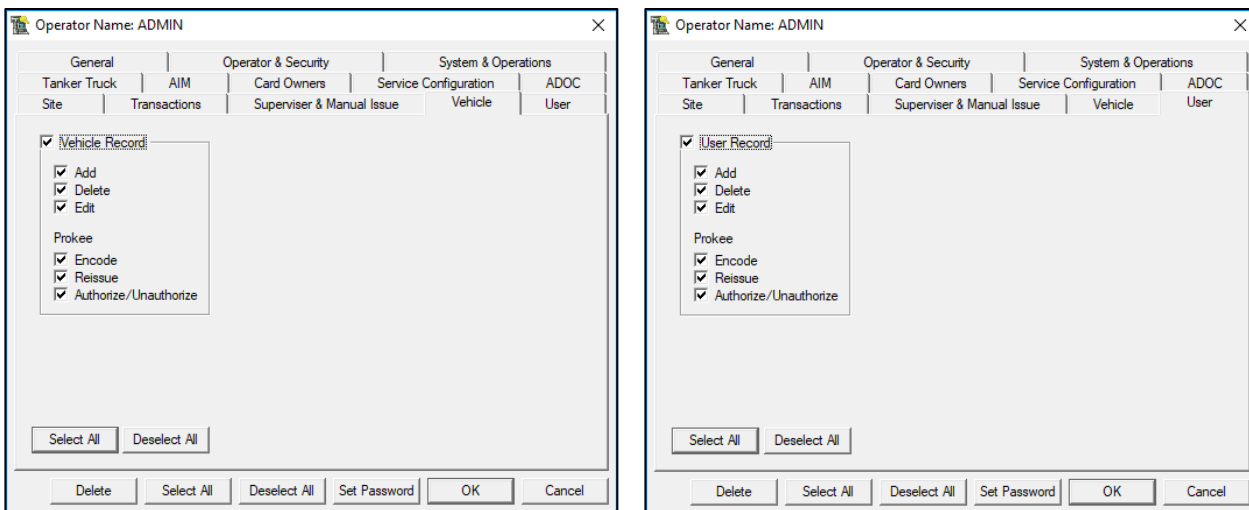 Operator Name: ADMIN
General Operator & Security System & Operations
Tanker Truck AIM Card Owners Service Configuration ADOC
Site Transactions Superviser & Manual Issue Vehicle User
Vehicle Record
Add
Delete
Edit
Prokee
Encode
Reissue
Authorize/Unauthorize
Select All Deselect All
Delete Select All Deselect All Set Password OK Cancel
Operator Name: ADMIN
General Operator & Security System & Operations
Tanker Truck AIM Card Owners Service Configuration ADOC
Site Transactions Superviser & Manual Issue Vehicle User
User Record
Add
Delete
Edit
Prokee
Encode
Reissue
Authorize/Unauthorize
Select All Deselect All
Delete Select All Deselect All Set Password OK Cancel